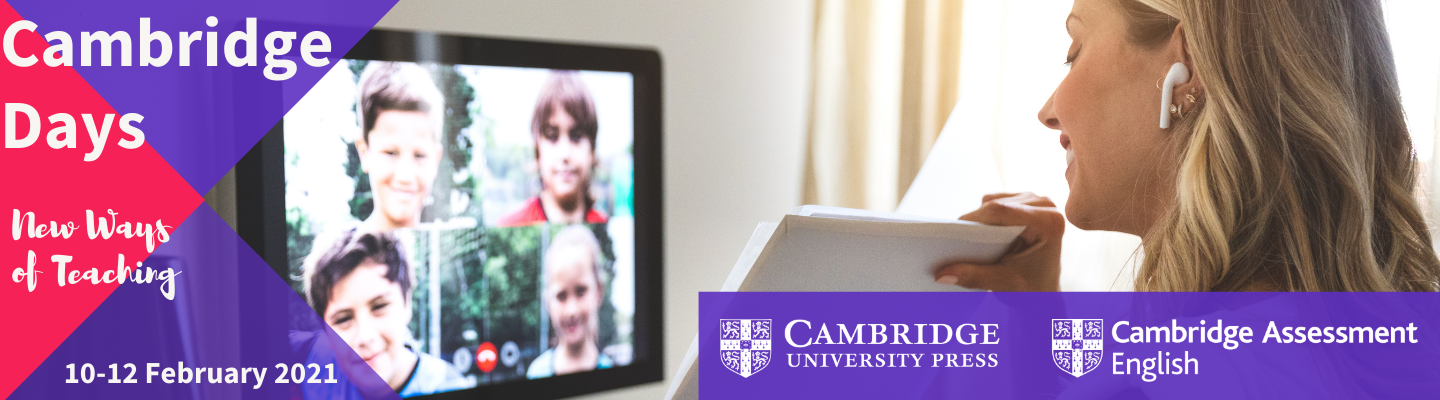 Cambridge
Days
New Ways
of Teaching
10-12 February 2021
CAMBRIDGE
UNIVERSITY PRESS
Cambridge Assessment
English